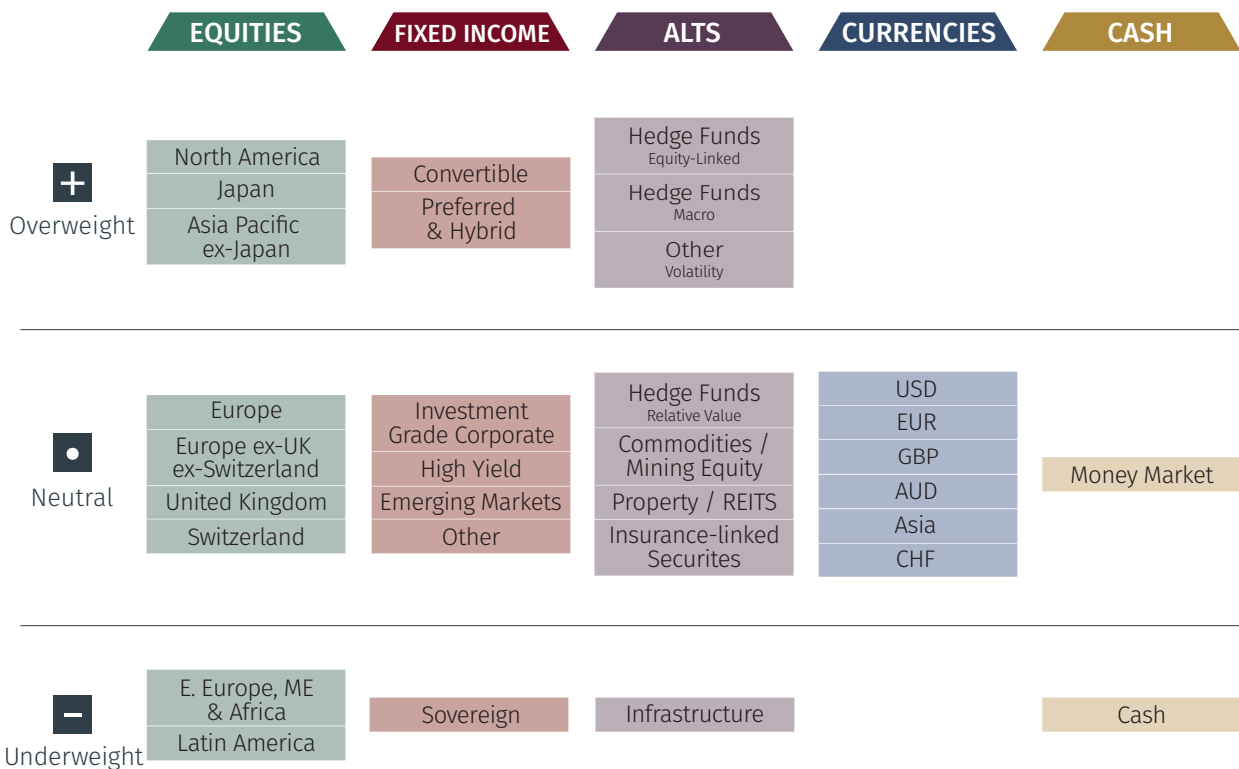 EQUITIES
FIXED INCOME
ALTS
CURRENCIES
CASH
+
Overweight
North America
Japan
Asia Pacific
ex-Japan
Convertible
Preferred
& Hybrid
Hedge Funds
Equity-Linked
Hedge Funds
Macro
Other
Volatility
Neutral
Europe
Europe ex-UK
ex-Switzerland
United Kingdom
Switzerland
Investment
Grade Corporate
High Yield
Emerging Markets
Other
Hedge Funds
Relative Value
Commodities /
Mining Equity
Property / REITS
Insurance-linked
Securites
USD
EUR
GBP
AUD
Asia
CHF
Money Market
−
Underweight
E. Europe, ME
& Africa
Latin America
Sovereign
Infrastructure
Cash